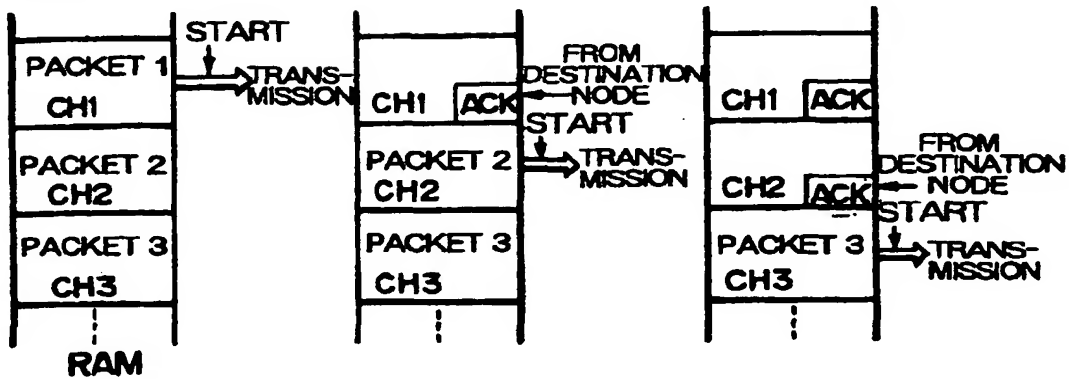 START
PACKET 1
TRANS-
MISSION
CH1
PACKET 2
CH2
PACKET 3
CH3
RAM
FROM
DESTINATION
NODE
CH1
ACK
START
PACKET 2
TRANS-
MISSION
CH2
PACKET 3
CH3
CH1
ACK
FROM
DESTINATION
NODE
CH2
ACK
START
PACKET 3
TRANS-
MISSION
CH3